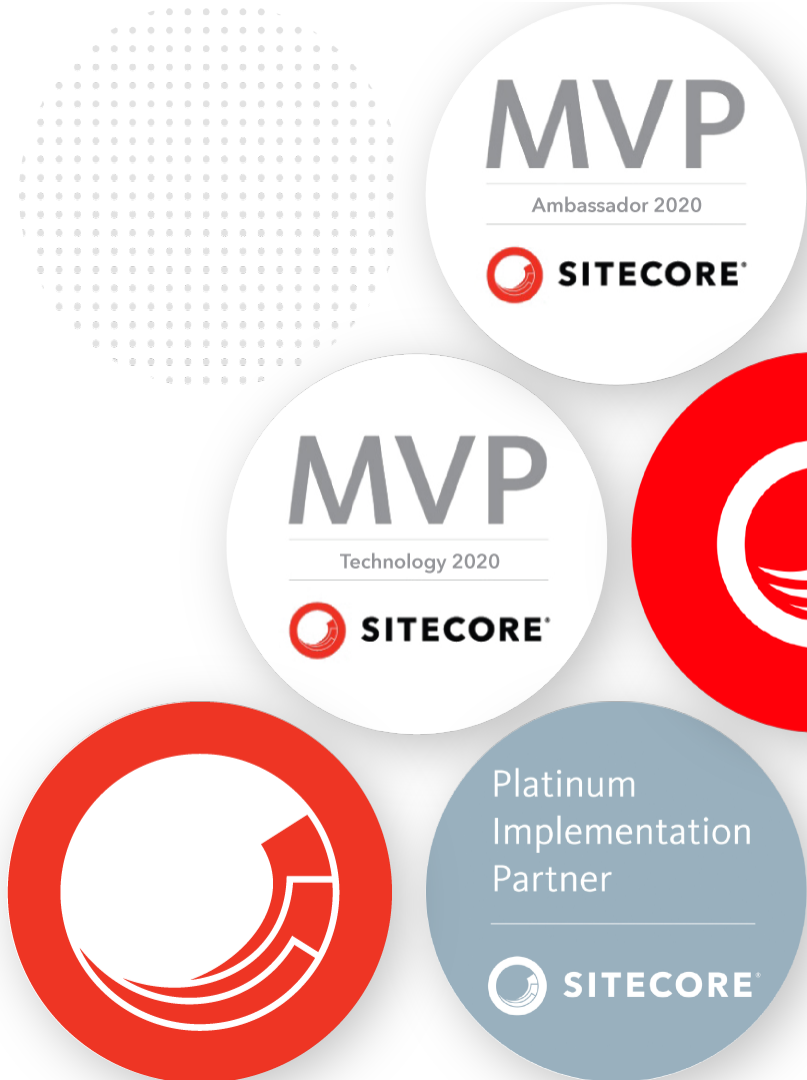 MVP
Ambassador 2020
SITECORE®
MVP
Technology 2020
SITECORE®
Platinum
Implementation
Partner
SITECORE®